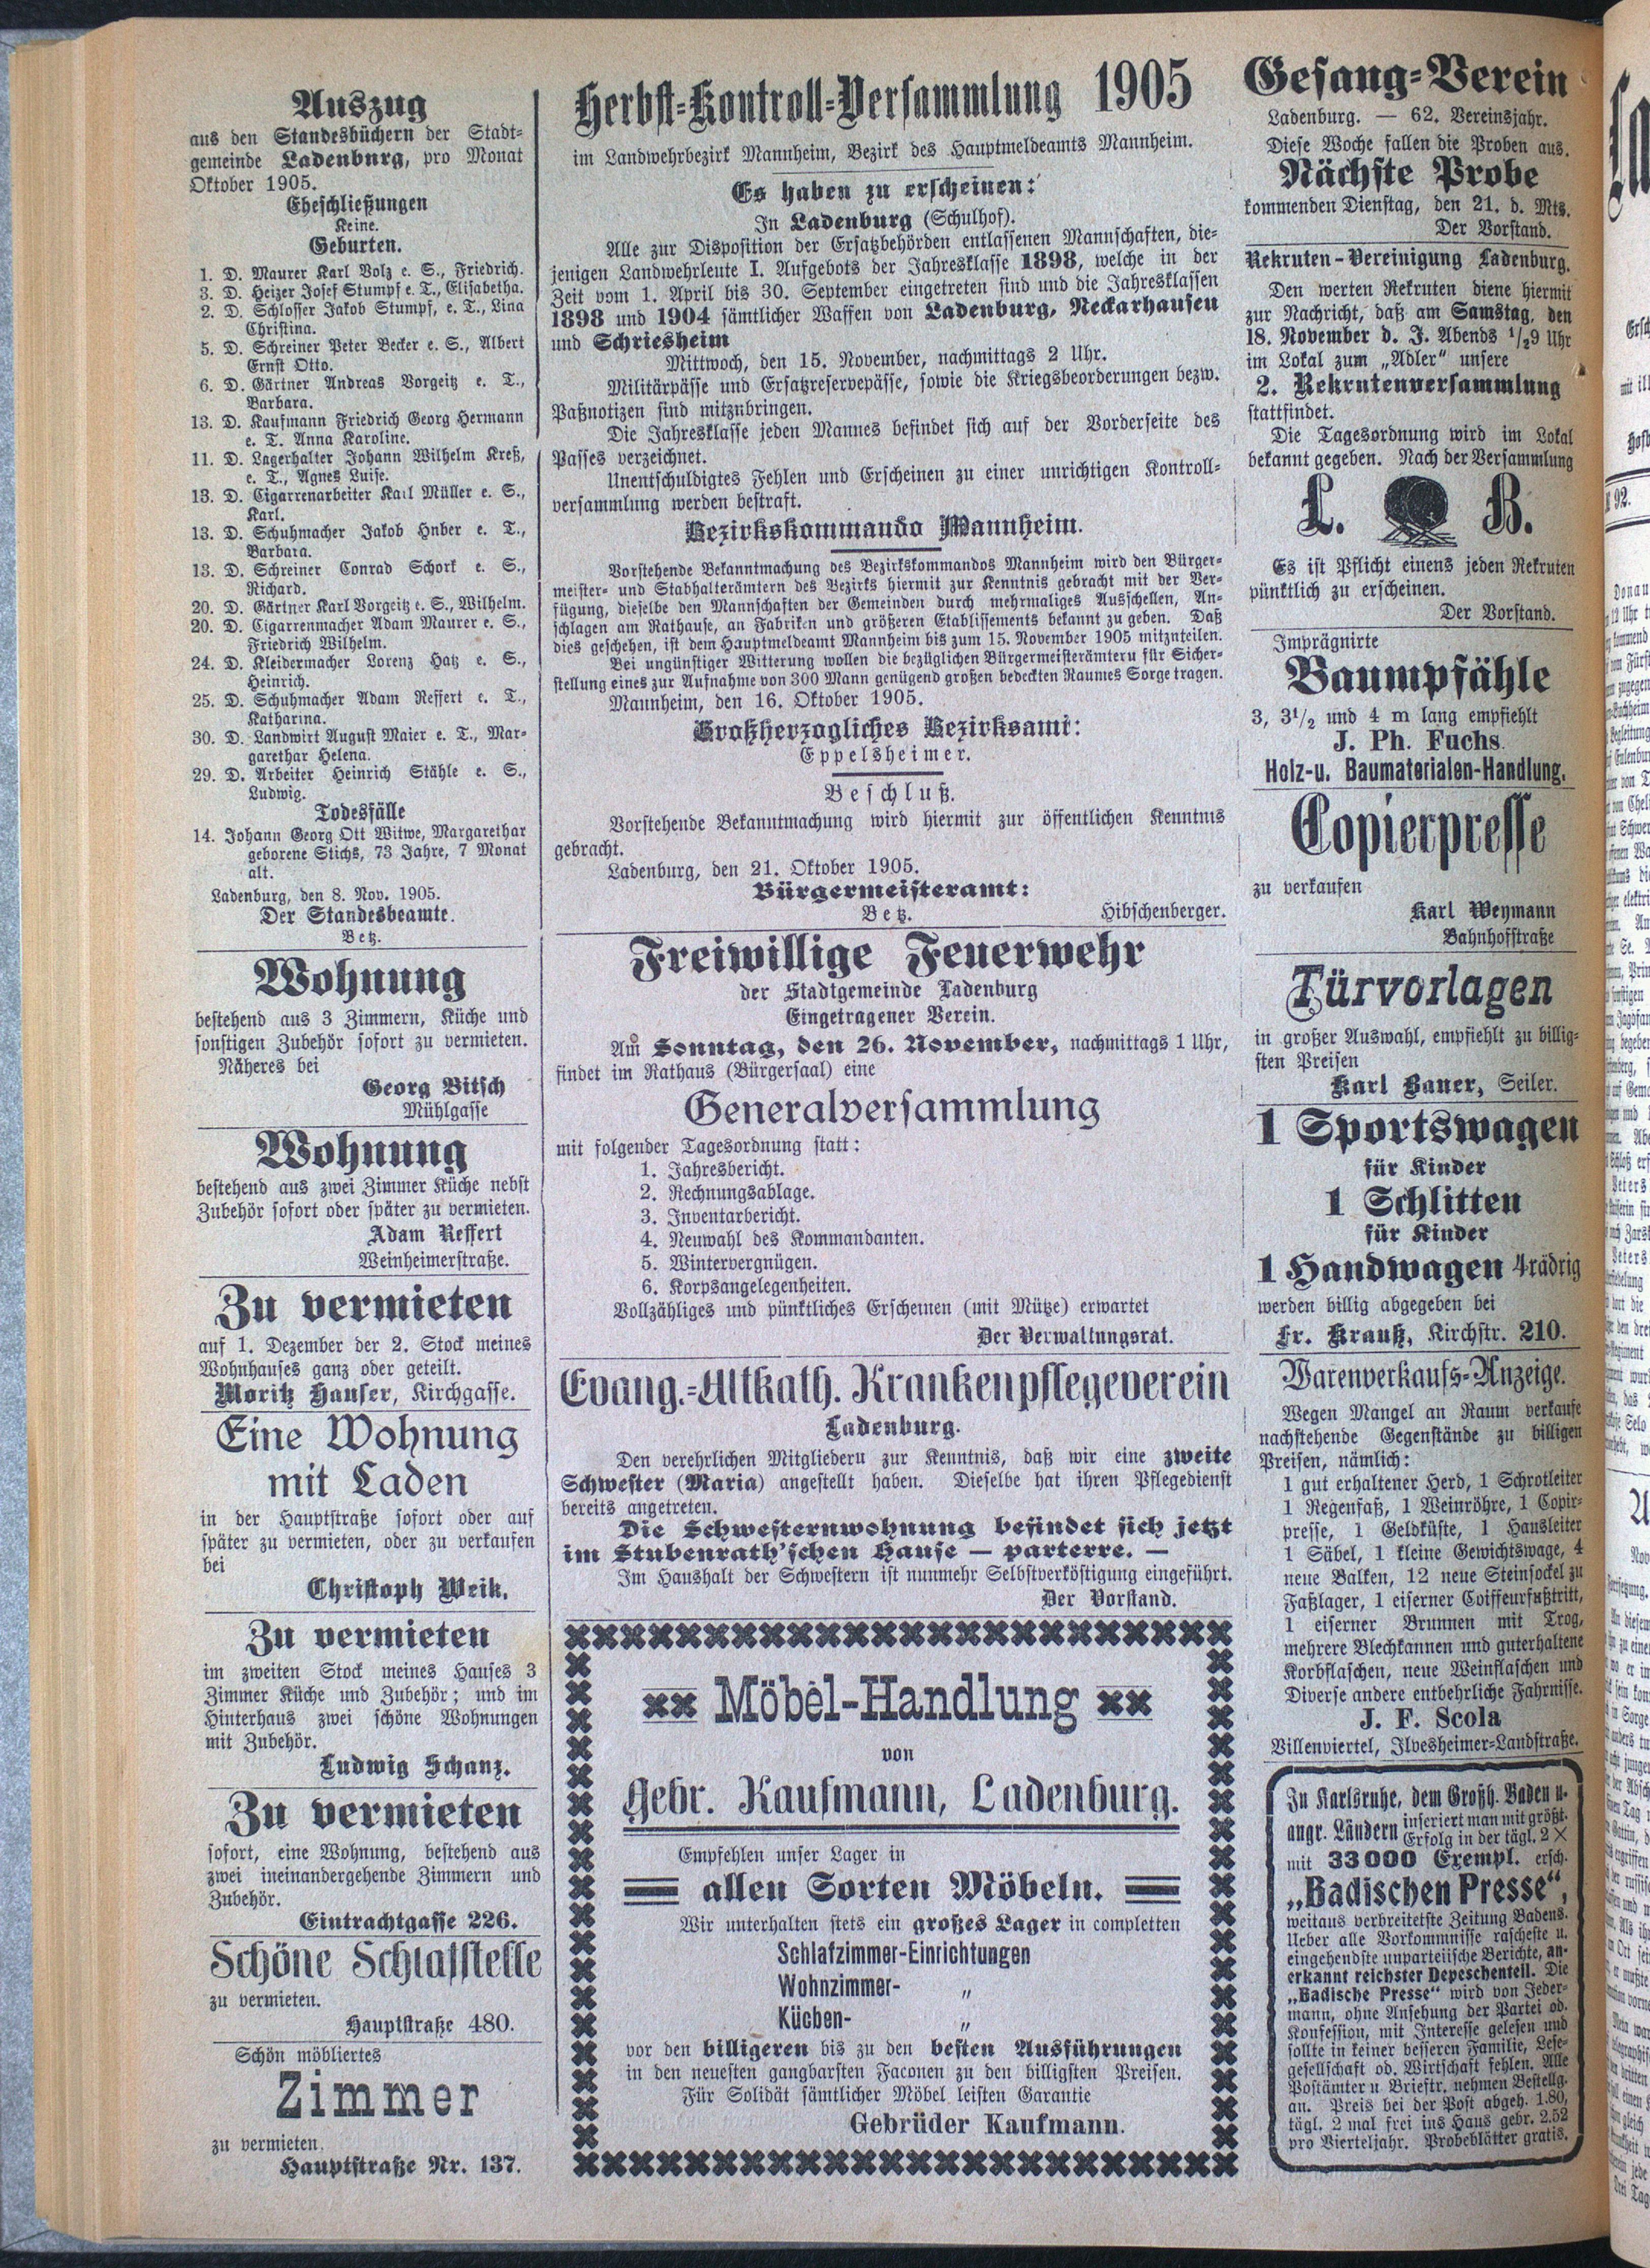 Auszug
aus den Standesbüchern der Stadt-
gemeinde Ladenburg, pro Monat
Oktober 1905.
Eheschließungen
Keine.
Geburten.
1. D. Maurer Karl Volz e. S., Friedrich.
3. D. Heizer Josef Stumpf e. T., Elisabetha.
2. D. Schlosser Jakob Stumpf, e. T., Lina
Christina.
5. D. Schreiner Peter Becker e. S., Albert
Ernst Otto.
6. D. Gärtner Andreas Vorgeitz e. T.,
Barbara.
13. D. Kaufmann Friedrich Georg Hermann
e. T. Anna Karoline.
11. D. Lagerhalter Johann Wilhelm Kreß,
e. T., Agnes Luise.
13. D. Cigarrenarbeiter Karl Müller e. S.,
Karl.
13. D. Schuhmacher Jakob Hnber e. T.,
Barbara.
13. D. Schreiner Conrad Schork e. S.,
Richard.
20. D. Gärtner Karl Vorgeitz e. S., Wilhelm.
20. D. Cigarrenmacher Adam Maurer e. S.,
Friedrich Wilhelm.
24. D. Kleidermacher Lorenz Hatz e. S.,
Heinrich.
25. D. Schuhmacher Adam Reffert e. T.,
Katharina.
30. D. Landwirt August Maier e. T., Mar-
garethar Helena.
29. D. Arbeiter Heinrich Stähle e. S.,
Ludwig.
Todesfälle
14. Johann Georg Ott Witwe, Margarethar
geborene Stichs, 73 Jahre, 7 Monat
alt.
Ladenburg, den 8. Nov. 1905.
Der Standesbeamte.
Betz.
Wohnung
bestehend aus 3 Zimmern, Küche und
sonstigen Zubehör sofort zu vermieten.
Näheres bei
Georg Bitsch
Mühlgasse
Wohnung
bestehend aus zwei Zimmer Küche nebst
Zubehör sofort oder später zu vermieten.
Adam Reffert
Weinheimerstraße.
Zu vermieten
auf 1. Dezember der 2. Stock meines
Wohnhauses ganz oder geteilt.
Moritz Hauser, Kirchgasse.
Eine Wohnung
mit Laden
in der Hauptstraße sofort oder auf
später zu vermieten, oder zu verkaufen
bei
Christoph Weik.
Zu vermieten
im zweiten Stock meines Hauses 3
Zimmer Küche und Zubehör; und im
Hinterhaus zwei schöne Wohnungen
mit Zubehör.
Ludwig Schanz.
Zu vermieten
sofort, eine Wohnung, bestehend aus
zwei ineinandergehende Zimmern und
Zubehör.
Eintrachtgasse 226.
Schöne Schlafstelle
zu vermieten.
Hauptstraße 480.
Schön möbliertes
Zimmer
zu vermieten.
Hauptstraße Nr. 137.
Herbst-Kontroll-Versammlung 1905
im Landwehrbezirk Mannheim, Bezirk des Hauptmeldeamts Mannheim.
Es haben zu erscheinen:
In Ladenburg (Schulhof).
Alle zur Disposition der Ersatzbehörden entlassenen Mannschaften, die-
jenigen Landwehrleute I. Aufgebots der Jahresklasse 1898, welche in der
Zeit vom 1. April bis 30. September eingetreten sind und die Jahresklassen
1898 und 1904 sämtlicher Waffen von Ladenburg, Neckarhausen
und Schriesheim
Mittwoch, den 15. November, nachmittags 2 Uhr.
Militärpässe und Ersatzreservepässe, sowie die Kriegsbeorderungen bezw.
Paßnotizen sind mitznbringen.
Die Jahresklasse jeden Mannes befindet sich auf der Vorderseite des
Passes verzeichnet.
Unentschuldigtes Fehlen und Erscheinen zu einer unrichtigen Kontroll-
versammlung werden bestraft.
Bezirkskommando Mannheim.
Vorstehende Bekanntmachung des Bezirkskommandos Mannheim wird den Bürger-
meister- und Stabhalterämtern des Bezirks hiermit zur Kenntnis gebracht mit der Ver-
fügung, dieselbe den Mannschaften der Gemeinden durch mehrmaliges Ausschellen, An-
schlagen am Rathause, an Fabriken und größeren Etablissements bekannt zu geben. Daß
dies geschehen, ist dem Hauptmeldeamt Mannheim bis zum 15. November 1905 mitznteilen.
Bei ungünstiger Witterung wollen die bezüglichen Bürgermeisterämteru für Sicher-
stellung eines zur Aufnahme von 300 Mann genügend großen bedeckten Raumes Sorge tragen.
Mannheim, den 16. Oktober 1905.
Großherzogliches Bezirksamt:
Eppelsheimer.
Beschluß.
Vorstehende Bekanntmachung wird hiermit zur öffentlichen Kenntnis
gebracht.
Ladenburg, den 21. Oktober 1905.
Bürgermeisteramt:
Betz. Hibschenberger.
Freiwillige Feuerwehr
der Stadtgemeinde Ladenburg
Eingetragener Verein.
Am Sonntag, den 26. November, nachmittags 1 Uhr,
findet im Rathaus (Bürgersaal) eine
Generalversammlung
mit folgender Tagesordnung statt:
1. Jahresbericht.
2. Rechnungsablage.
3. Inventarbericht.
4. Neuwahl des Kommandanten.
5. Wintervergnügen.
6. Korpsangelegenheiten.
Vollzähliges und pünktliches Erscheinen (mit Mütze) erwartet
Der Verwaltungsrat.
Evang.-Altkath. Krankenpflegeverein
Ladenburg.
Den verehrlichen Mitgliederu zur Kenntnis, daß wir eine zweite
Schwester (Maria) angestellt haben. Dieselbe hat ihren Pflegedienst
bereits angetreten.
Die Schwesternwohnung befindet sich jetzt
im Stubenrath'schen Hause — parterre. —
Im Haushalt der Schwestern ist nunmehr Selbstverköstigung eingeführt.
Der Vorstand.
Möbel-Handlung
von
Gebr. Kaufmann, Ladenburg.
Empfehlen unser Lager in
allen Sorten Möbeln.
Wir unterhalten stets ein großes Lager in completten
Schlafzimmer-Einrichtungen
Wohnzimmer- „
Küchen- „
vor den billigeren bis zu den besten Ausführungen
in den neuesten gangbarsten Faconen zu den billigsten Preisen.
Für Solidät sämtlicher Möbel leisten Garantie
Gebrüder Kaufmann.
Gesang-Verein
Ladenburg. — 62. Vereinsjahr.
Diese Woche fallen die Proben aus.
Nächste Probe
kommenden Dienstag, den 21. d. Mts.
Der Vorstand.
Rekruten-Vereinigung Ladenburg.
Den werten Rekruten diene hiermit
zur Nachricht, daß am Samstag, den
18. November d. J. Abends 1/29 Uhr
im Lokal zum „Adler“ unsere
2. Rekrutenversammlung
stattfindet.
Die Tagesordnung wird im Lokal
bekannt gegeben. Nach der Versammlung
L. B.
Es ist Pflicht einens jeden Rekruten
pünktlich zu erscheinen.
Der Vorstand.
Imprägnirte
Baumpfähle
3, 3 1/2 und 4 m lang empfiehlt
J. Ph. Fuchs.
Holz-u. Baumaterialen-Handlung.
Copierpresse
zu verkaufen
Karl Weymann
Bahnhofstraße
Türvorlagen
in großer Auswahl, empfiehlt zu billig-
sten Preisen
Karl Bauer, Seiler.
1 Sportswagen
für Kinder
1 Schlitten
für Kinder
1 Handwagen 4rädrig
werden billig abgegeben bei
Fr. Krauß, Kirchstr. 210.
Warenverkaufs-Anzeige.
Wegen Mangel an Raum verkaufe
nachstehende Gegenstände zu billigen
Preisen, nämlich:
1 gut erhaltener Herd, 1 Schrotleiter
1 Regenfaß, 1 Weinröhre, 1 Copir-
presse, 1 Geldküste, 1 Hausleiter
1 Säbel, 1 kleine Gewichtswage, 4
neue Balken, 12 neue Steinsockel zu
Faßlager, 1 eiserner Coiffeurfußtritt,
1 eiserner Brunnen mit Trog,
mehrere Blechkannen und guterhaltene
Korbflaschen, neue Weinflaschen und
Diverse andere entbehrliche Fahrnisse.
J. F. Scola
Villenviertel, Ilvesheimer-Landstraße.
In Karlsruhe, dem Großh. Baden u.
angr. Ländern inseriert man mit größt.
Erfolg in der tägl. 2 ×
mit 33000 Exempl. ersch.
„Badischen Presse“,
weitaus verbreitetste Zeitung Badens.
Ueber alle Vorkommnisse rascheste u.
eingehendste unparteiische Berichte, an-
erkannt reichster Depeschenteil. Die
„Badische Presse“ wird von Jeder-
mann, ohne Ansehung der Partei od.
Konfession, mit Interesse gelesen und
sollte in keiner besseren Familie, Lese-
gesellschaft od. Wirtschaft fehlen. Alle
Postämter u. Brieftr. nehmen Bestellg.
an. Preis bei der Post abgeh. 1.80,
tägl. 2 mal frei ins Haus gebr. 2.52
pro Vierteljahr. Probeblätter gratis.